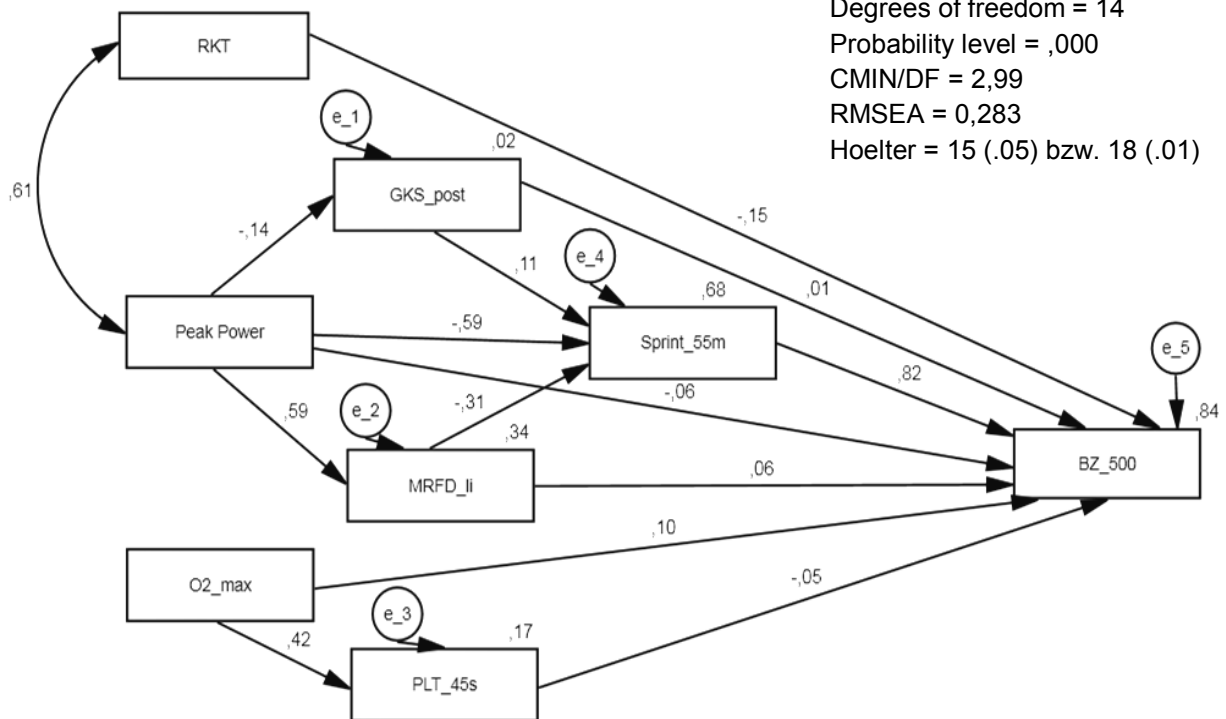 Degrees of freedom = 14
Probability level = ,000
CMIN/DF = 2,99
RMSEA = 0,283
Hoelter = 15 (.05) bzw. 18 (.01)
RKT
e_1
,02
GKS_post
,61
-,15
-,14
,11
e_4
,68
,01
Peak Power
-,59
Sprint_55m
e_5
,82
-,06
,59
e_2
-,31
,34
,84
BZ_500
MRFD_li
,06
,10
O2_max
-,05
e_3
,42
,17
PLT_45s